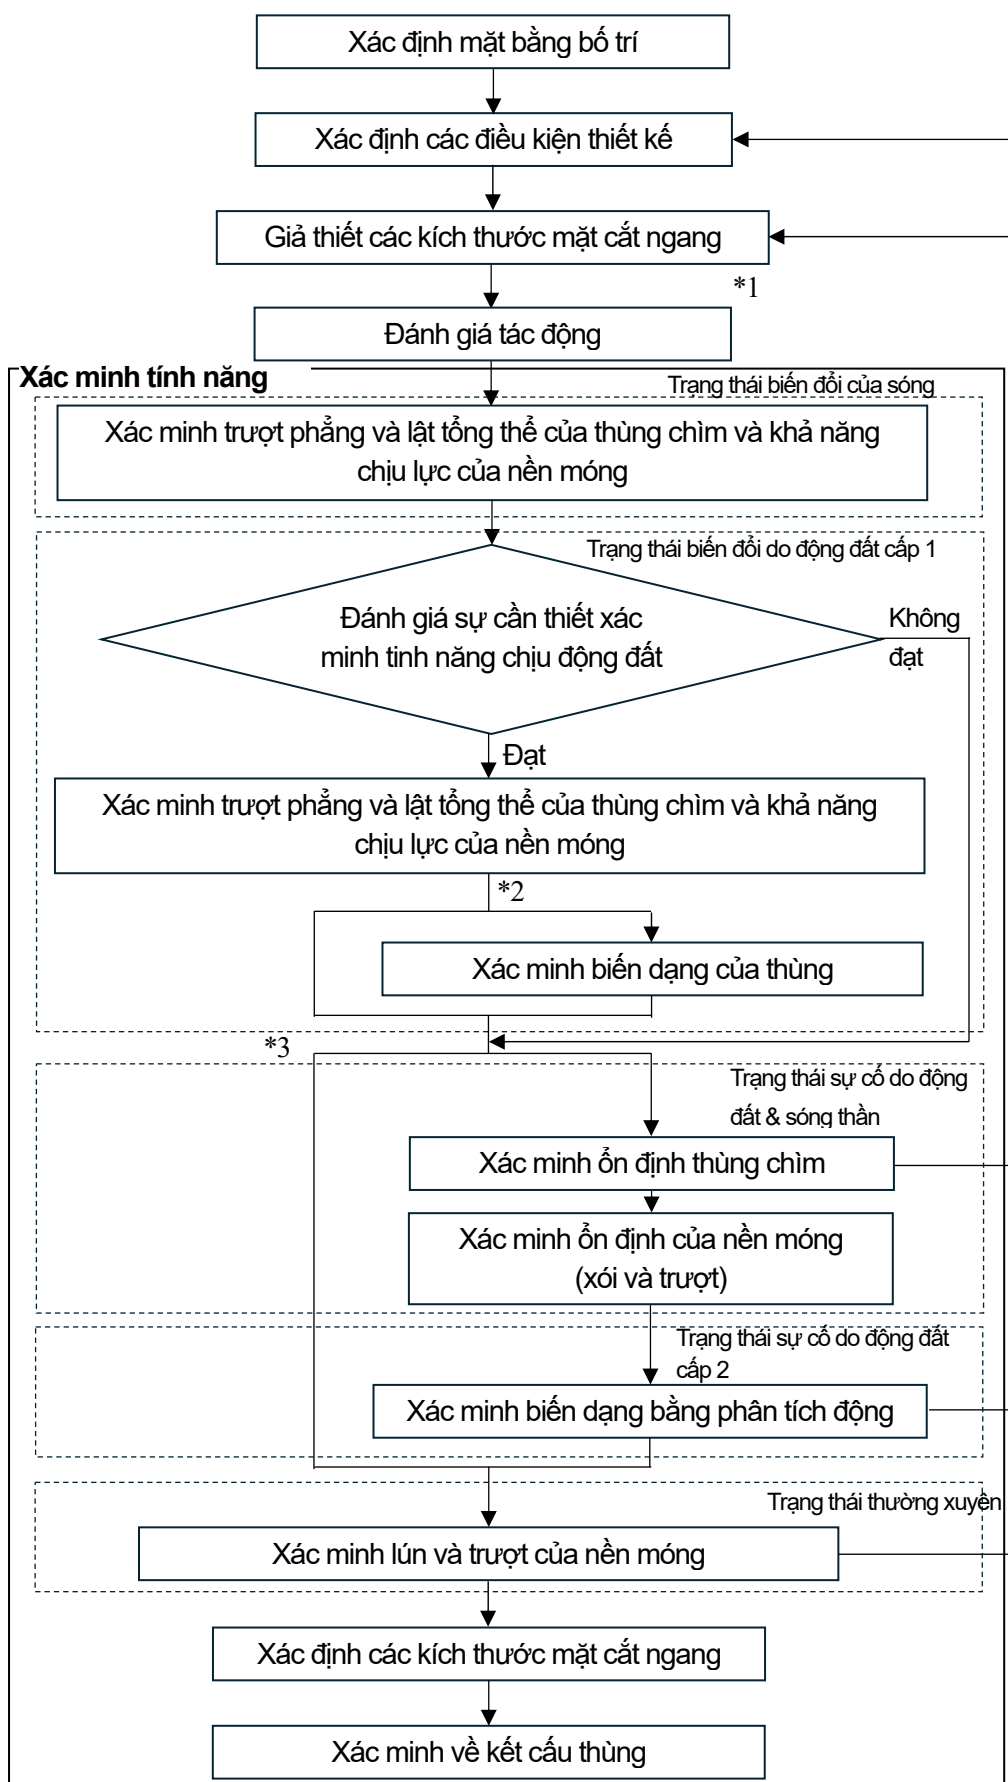 Xác định mặt bằng bố trí
Xác định các điều kiện thiết kế
Giả thiết các kích thước mặt cắt ngang
*1
Đánh giá tác động
Xác minh tính năng
Trạng thái biến đổi của sóng
Xác minh trượt phẳng và lật tổng thể của thùng chìm và khả năng
chịu lực của nền móng
Trạng thái biến đổi do động đất cấp 1
Đánh giá sự cần thiết xác
minh tinh năng chịu động đất
Không
đạt
Đạt
Xác minh trượt phẳng và lật tổng thể của thùng chìm và khả năng
chịu lực của nền móng
*2
Xác minh biến dạng của thùng
*3
Trạng thái sự cố do động
đất & sóng thần
Xác minh ổn định thùng chìm
Xác minh ổn định của nền móng
(xói và trượt)
Trạng thái sự cố do động đất
cấp 2
Xác minh biến dạng bằng phân tích động
Trạng thái thường xuyên
Xác minh lún và trượt của nền móng
Xác định các kích thước mặt cắt ngang
Xác minh về kết cấu thùng